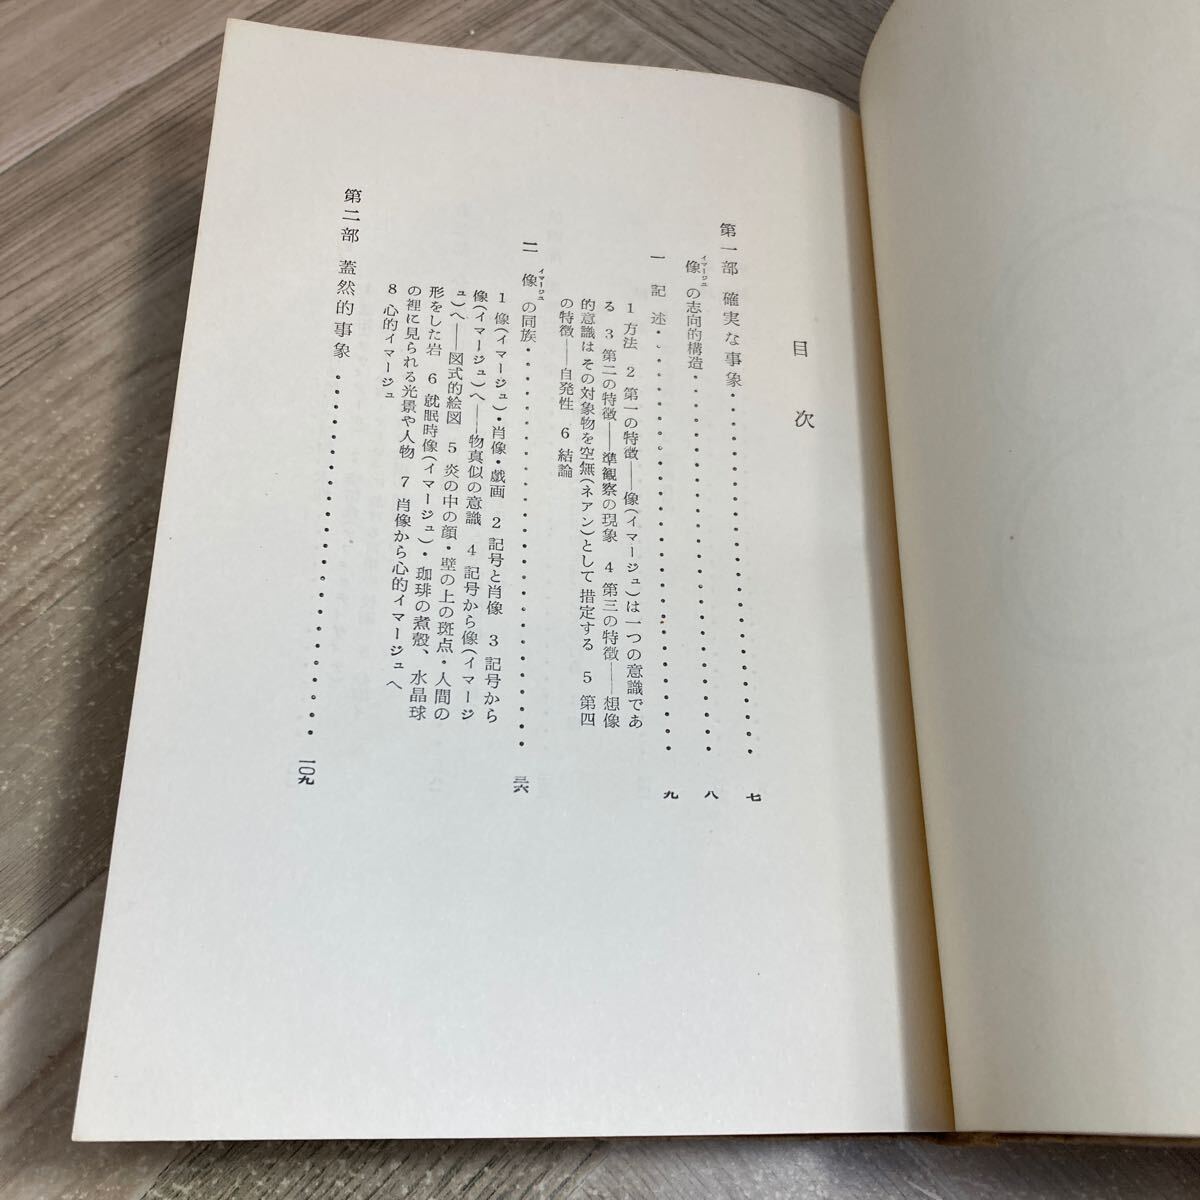 目次
第一部 確実な事象・・・・・・・・・・・・・・・・・・・・・・七
像（イマージュ）の志向的構造・・・・・・・・・・・・・・・・・・・・・・八
一 記述・・・・・・・・・・・・・・・・・・・・・・・・・九
1 方法 2 第一の特徴――像（イマージュ）は一つの意識であ
る 3 第二の特徴――準観察の現象 4 第三の特徴――想像
的意識はその対象物を空無（ネアン）として措定する 5 第四
の特徴――自発性 6 結論
二 像（イマージュ）の同族・・・・・・・・・・・・・・・・・・・・・三六
1 像（イマージュ）・肖像・戯画 2 記号と肖像 3 記号から
像（イマージュ）へ――物真似の意識 4 記号から像（イマージ
ュ）へ――図式的絵図 5 炎の中の顔・壁の上の斑点・人間の
形をした岩 6 就眠時像（イマージュ）・珈琲の煮殻、水晶球
の裡に見られる光景や人物 7 肖像から心的イマージュへ
8 心的イマージュ
第二部 蓋然的事象・・・・・・・・・・・・・・・・・・・・・一〇九